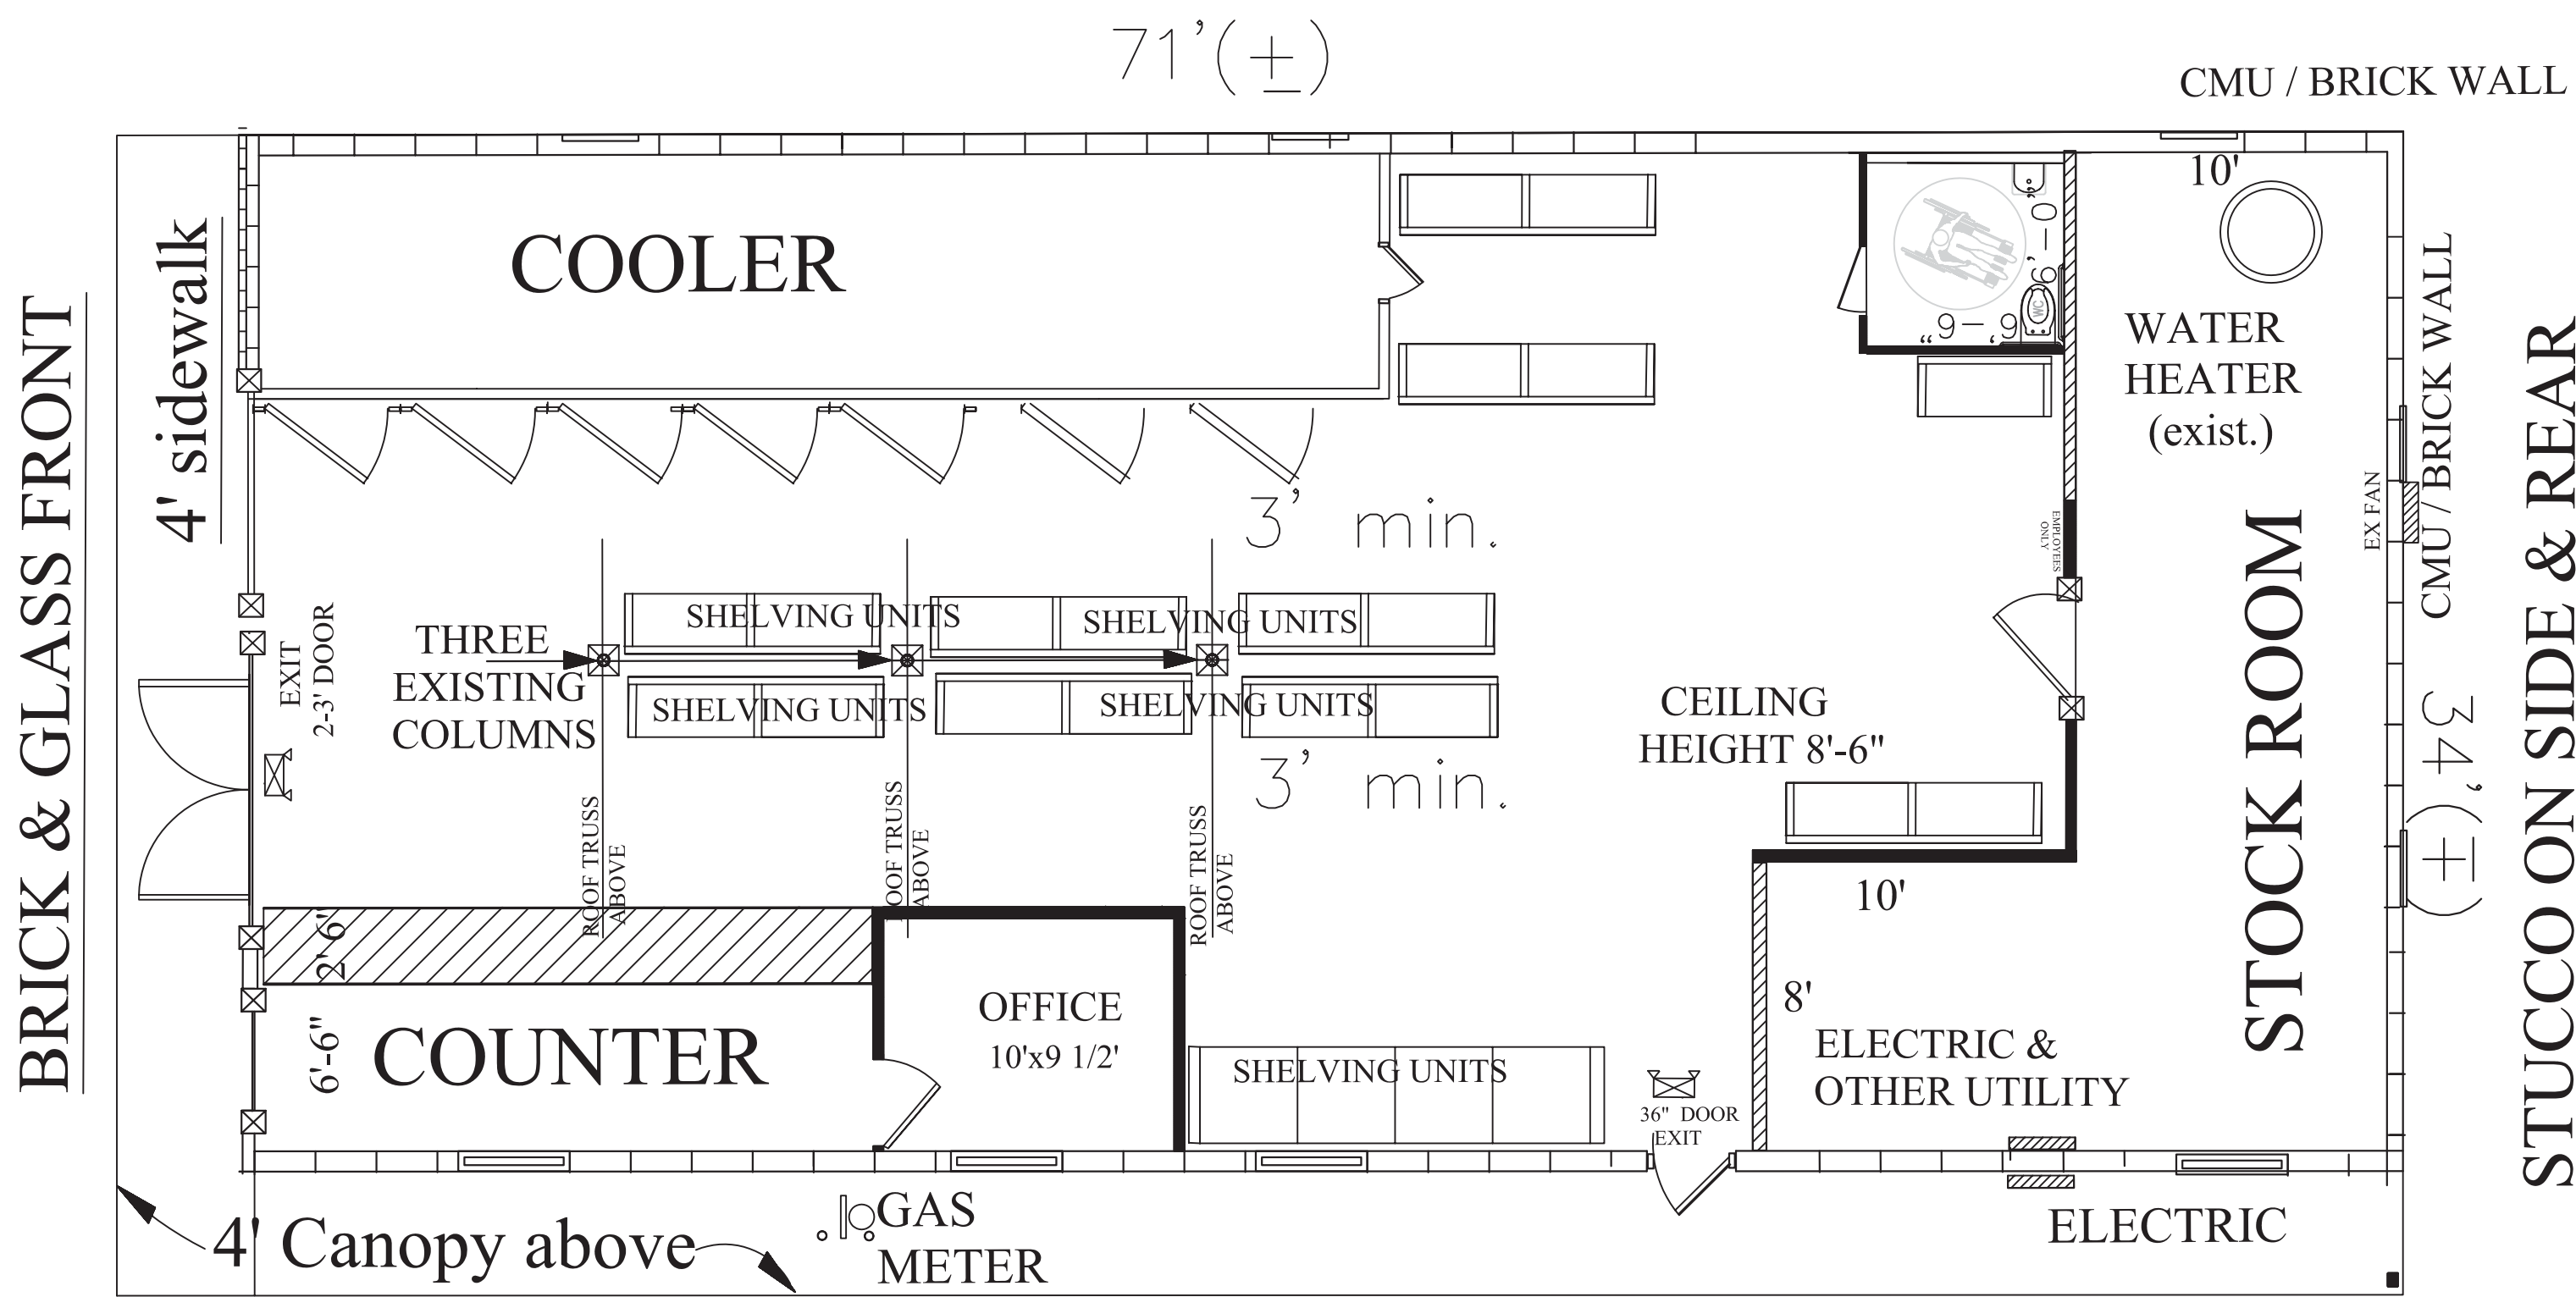 71'(±)
CMU / BRICK WALL
BRICK & GLASS FRONT
4' sidewalk
COOLER
10'
6'-0"
6'-6"
WC
WATER
HEATER
(exist.)
EX FAN
CMU / BRICK WALL
STUCCO ON SIDE & REAR
34'(±)
STOCK ROOM
EMPLOYEES
ONLY
3' min.
EXIT
2-3' DOOR
THREE
EXISTING
COLUMNS
SHELVING UNITS
SHELVING UNITS
SHELVING UNITS
SHELVING UNITS
3' min.
CEILING
HEIGHT 8'-6"
ROOF TRUSS
ABOVE
ROOF TRUSS
ABOVE
ROOF TRUSS
ABOVE
2' 6"
6'-6"
COUNTER
OFFICE
10'x9 1/2'
SHELVING UNITS
36" DOOR
EXIT
10'
8'
ELECTRIC &
OTHER UTILITY
4' Canopy above
GAS
METER
ELECTRIC